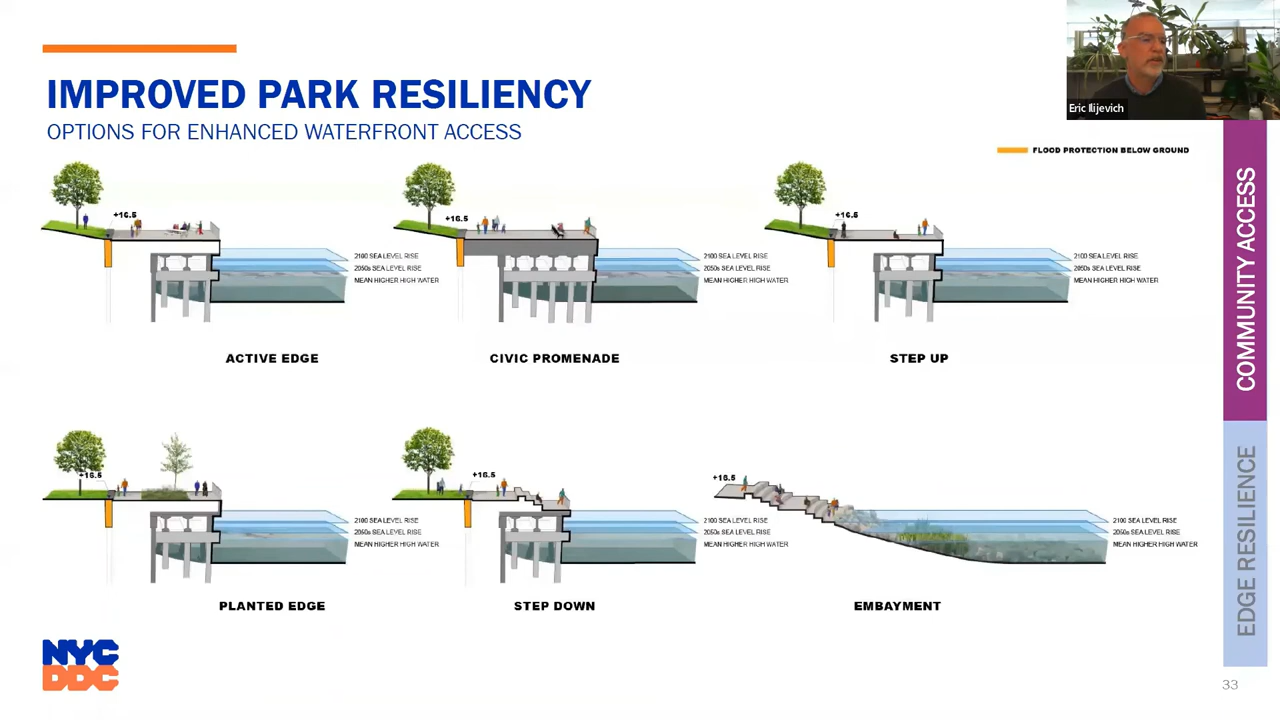 IMPROVED PARK RESILIENCY
OPTIONS FOR ENHANCED WATERFRONT ACCESS
Eric Ilijevich
FLOOD PROTECTION BELOW GROUND
+16.5
2100 SEA LEVEL RISE
2050s SEA LEVEL RISE
MEAN HIGHER HIGH WATER
ACTIVE EDGE
+16.5
2100 SEA LEVEL RISE
2050s SEA LEVEL RISE
MEAN HIGHER HIGH WATER
CIVIC PROMENADE
+16.5
2100 SEA LEVEL RISE
2050s SEA LEVEL RISE
MEAN HIGHER HIGH WATER
STEP UP
+16.5
2100 SEA LEVEL RISE
2050s SEA LEVEL RISE
MEAN HIGHER HIGH WATER
PLANTED EDGE
+16.5
2100 SEA LEVEL RISE
2050s SEA LEVEL RISE
MEAN HIGHER HIGH WATER
STEP DOWN
+16.5
2100 SEA LEVEL RISE
2050s SEA LEVEL RISE
MEAN HIGHER HIGH WATER
EMBAYMENT
COMMUNITY ACCESS
EDGE RESILIENCE
NYC
DDC
33